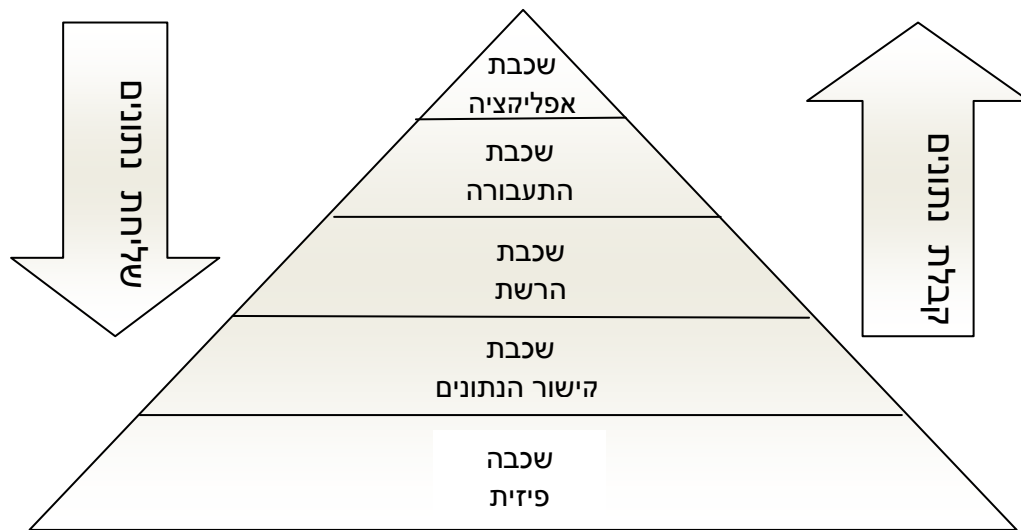 שכבת
אפליקציה
שכבת
התעבורה
שכבת
הרשת
שכבת
קישור הנתונים
שכבה
פיזית
שליחת נתונים
קבלת נתונים